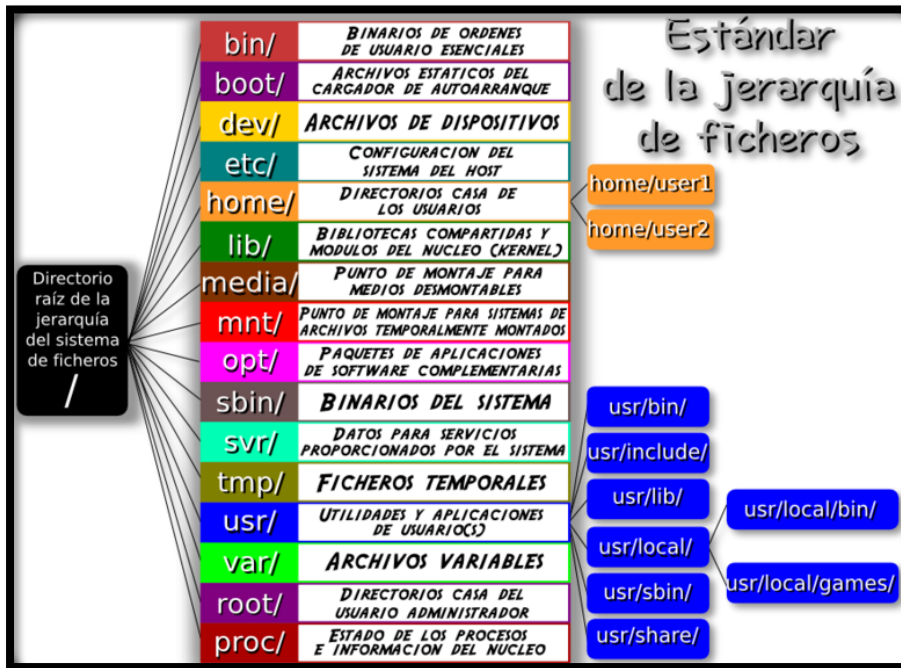 Estándar
de la jerarquía
de ficheros
Directorio
raíz de la
jerarquía
del sistema
de ficheros
/
bin/
BINARIOS DE ORDENES
DE USUARIO ESENCIALES
boot/
ARCHIVOS ESTATICOS DEL
CARGADOR DE AUTOARRANQUE
dev/
ARCHIVOS DE DISPOSITIVOS
etc/
CONFIGURACION DEL
SISTEMA DEL HOST
home/
DIRECTORIOS CASA DE
LOS USUARIOS
home/user1
home/user2
lib/
BIBLIOTECAS COMPARTIDAS Y
MODULOS DEL NUCLEO (KERNEL)
media/
PUNTO DE MONTAJE PARA
MEDIOS DESMONTABLES
mnt/
PUNTO DE MONTAJE PARA SISTEMAS DE
ARCHIVOS TEMPORALMENTE MONTADOS
opt/
PAQUETES DE APLICACIONES
DE SOFTWARE COMPLEMENTARIAS
sbin/
BINARIOS DEL SISTEMA
svr/
DATOS PARA SERVICIOS
PROPORCIONADOS POR EL SISTEMA
tmp/
FICHEROS TEMPORALES
usr/
UTILIDADES Y APLICACIONES
DE USUARIO(S)
usr/bin/
usr/include/
usr/lib/
usr/local/
usr/local/bin/
usr/local/games/
usr/sbin/
usr/share/
var/
ARCHIVOS VARIABLES
root/
DIRECTORIOS CASA DEL
USUARIO ADMINISTRADOR
proc/
ESTADO DE LOS PROCESOS
E INFORMACION DEL NUCLEO